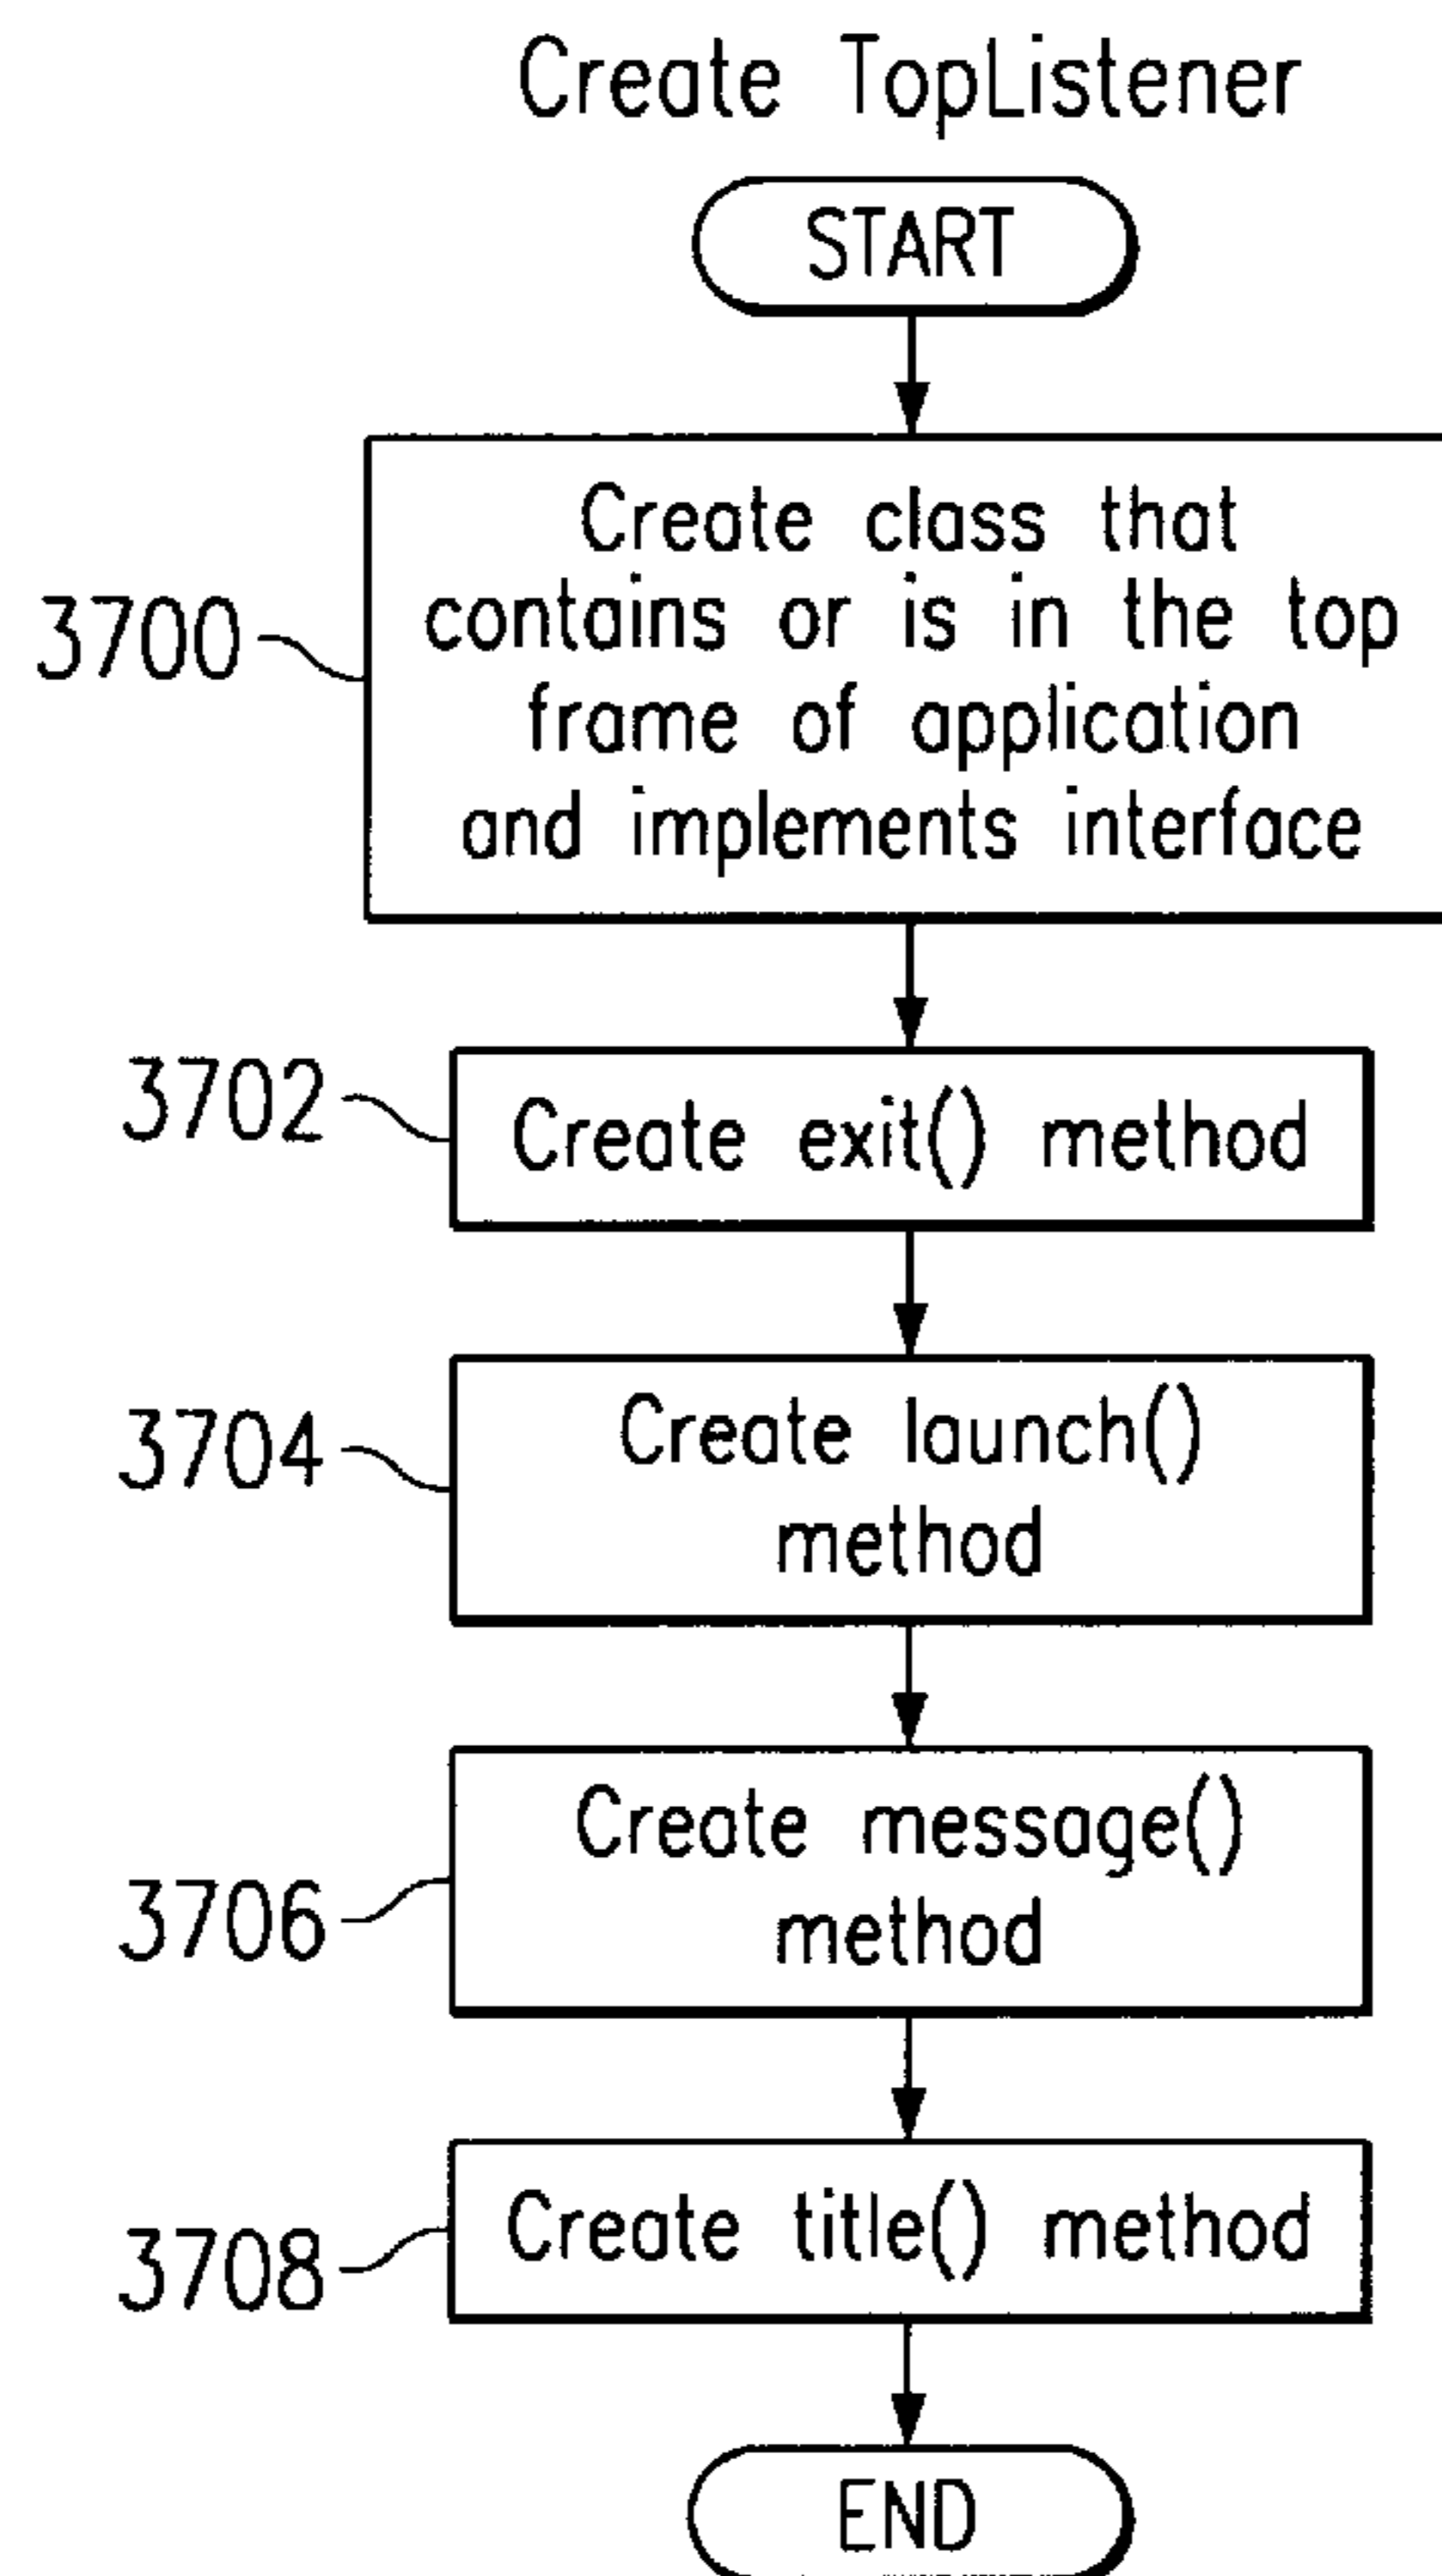 Create TopListener
START
Create class that
contains or is in the top
frame of application
and implements interface
3700
Create exit() method
3702
Create launch()
method
3704
Create message()
method
3706
Create title() method
3708
END